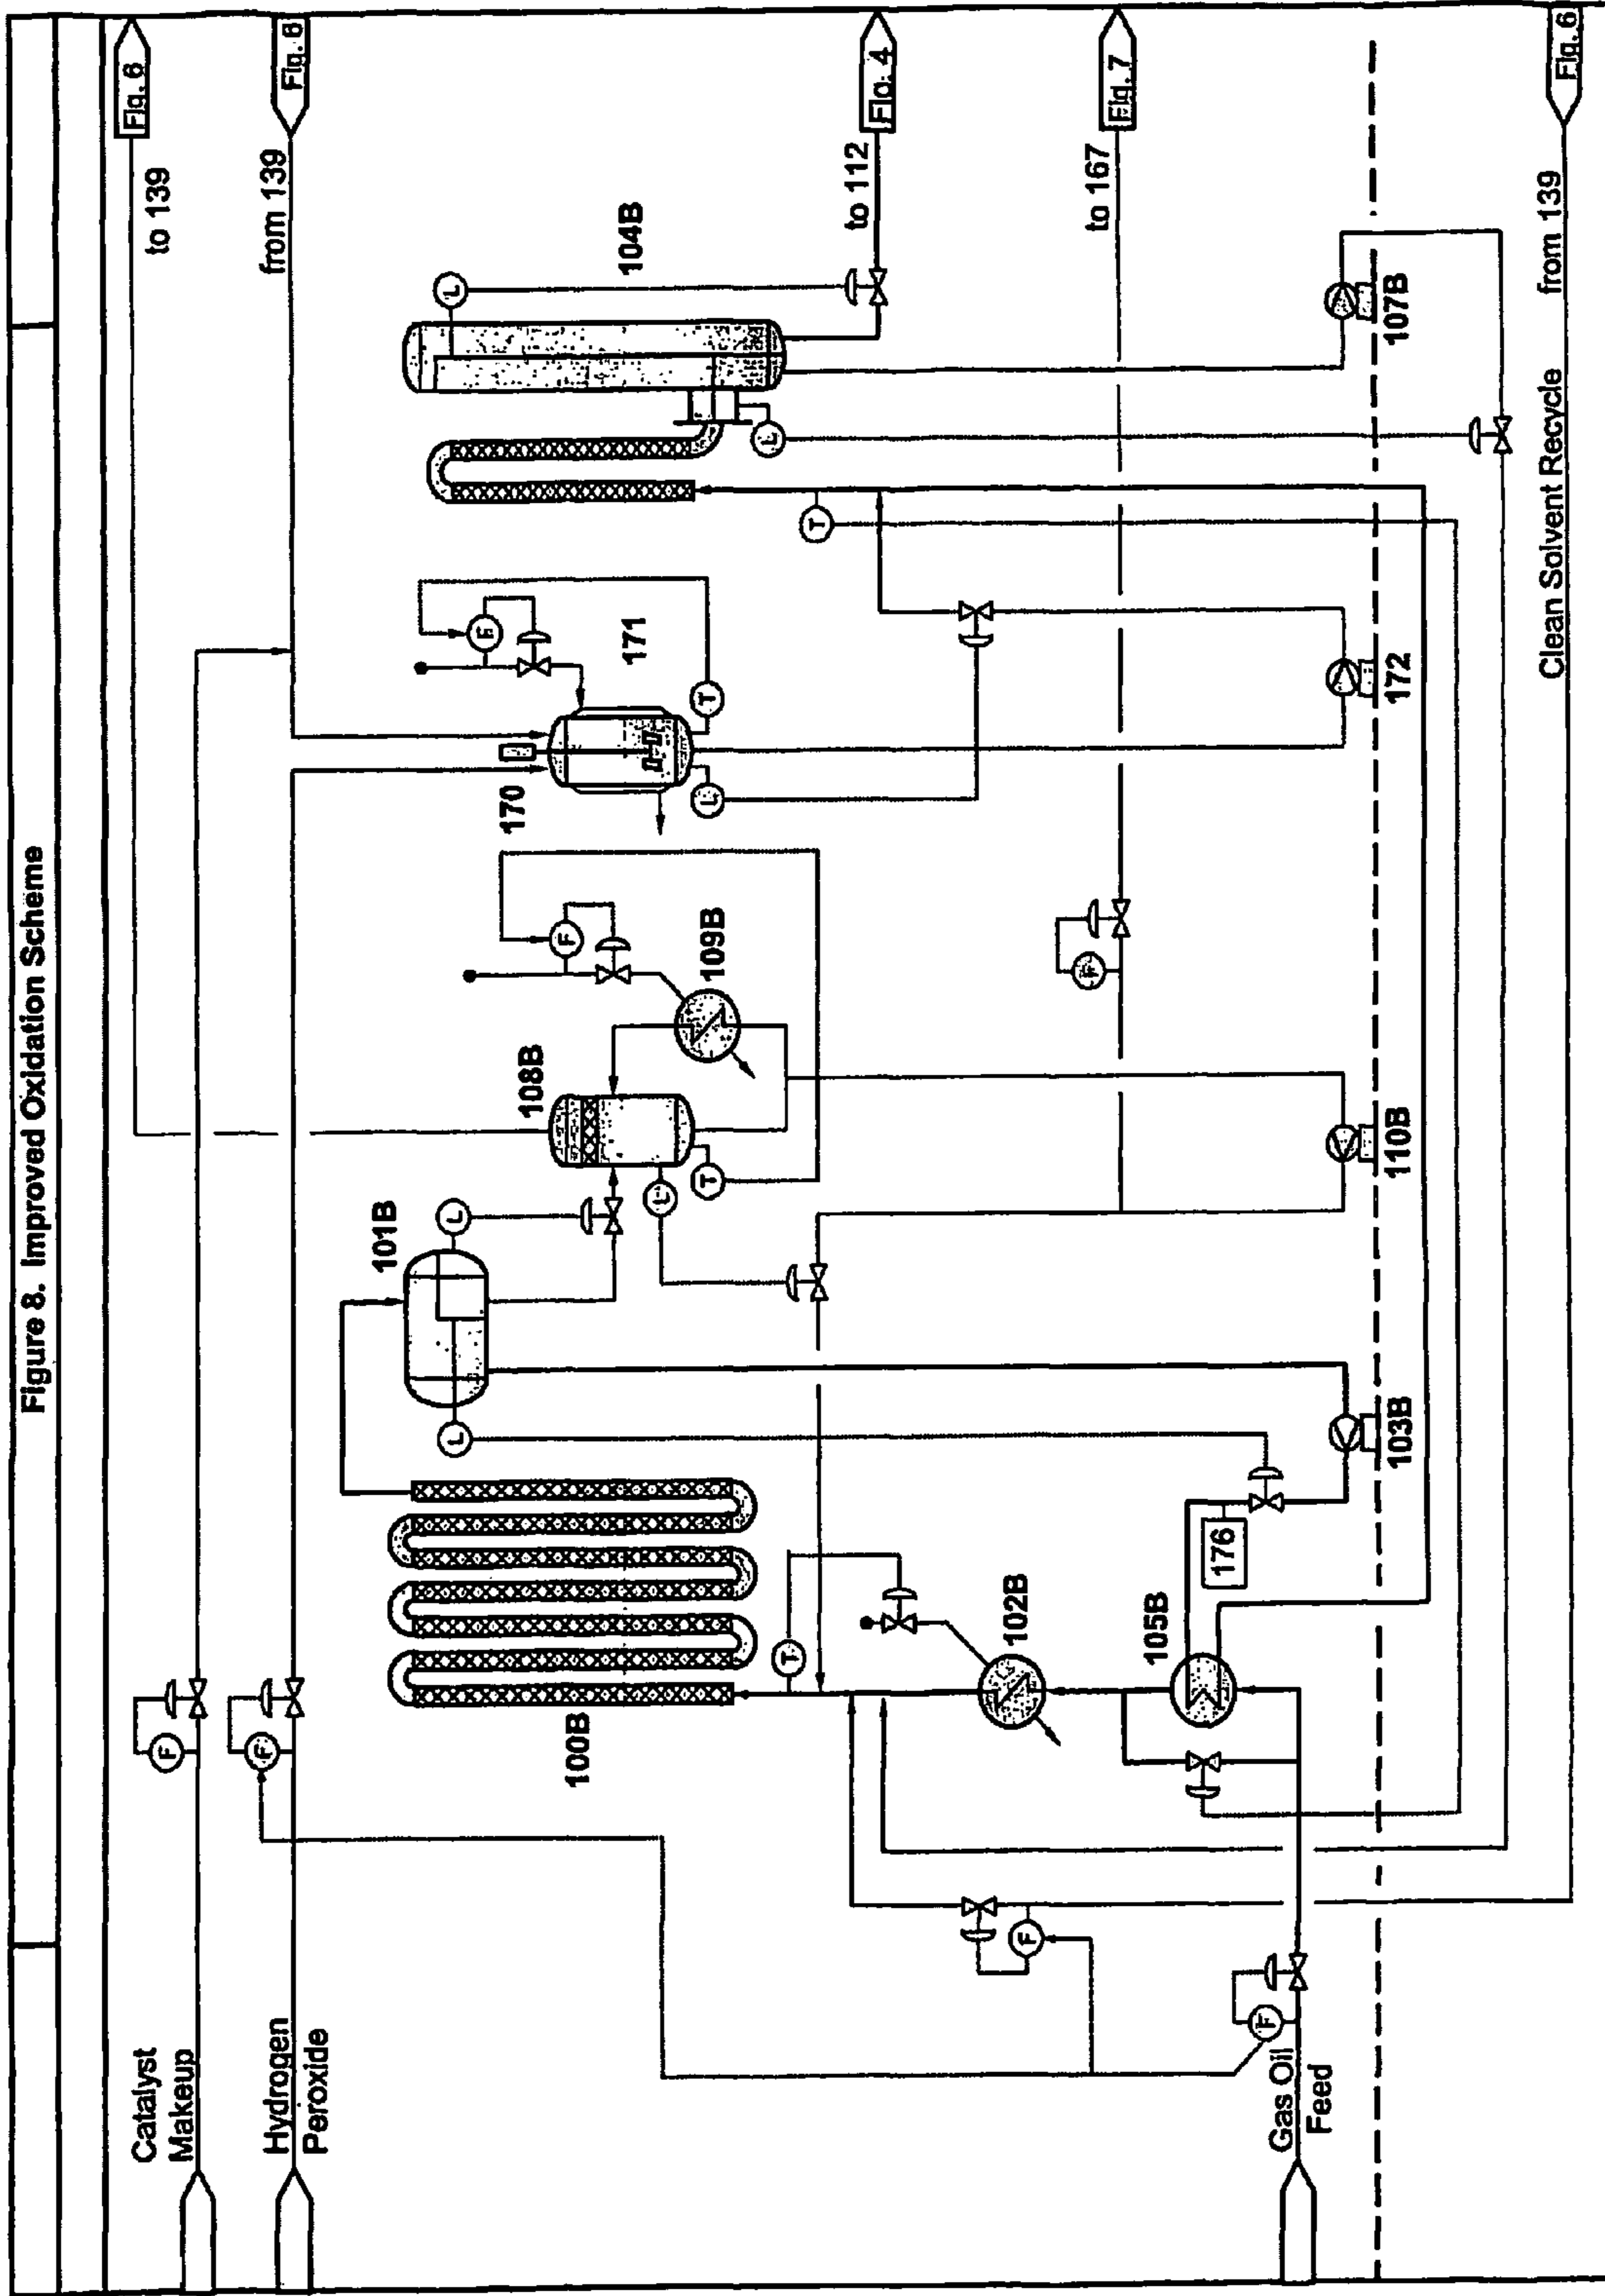 Figure 8. Improved Oxidation Scheme
Fig. 6
to 139
Fig. 6
from 139
Catalyst
Makeup
F
Hydrogen
Peroxide
F
100B
101B
L
L
108B
L
T
109B
F
170
171
F
T
L
104B
L
L
T
to 112
Fig. 4
to 167
Fig. 7
F
T
102B
105B
176
F
Gas Oil
Feed
F
103B
110B
172
107B
Clean Solvent Recycle
from 139
Fig. 6